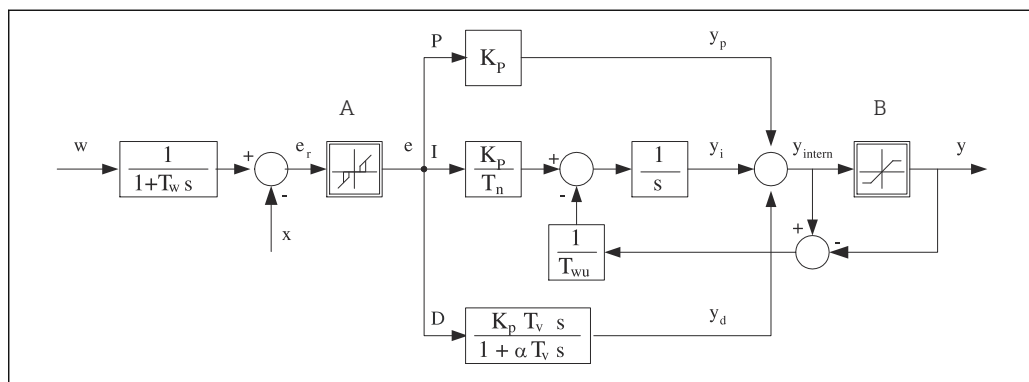 P
y_p
K_P
A
B
w
1
1+T_w s
+
-
e_r
e
I
K_P
T_n
+
-
1
s
y_i
y_intern
y
x
1
T_wu
+
-
D
K_p T_v s
1 + α T_v s
y_d